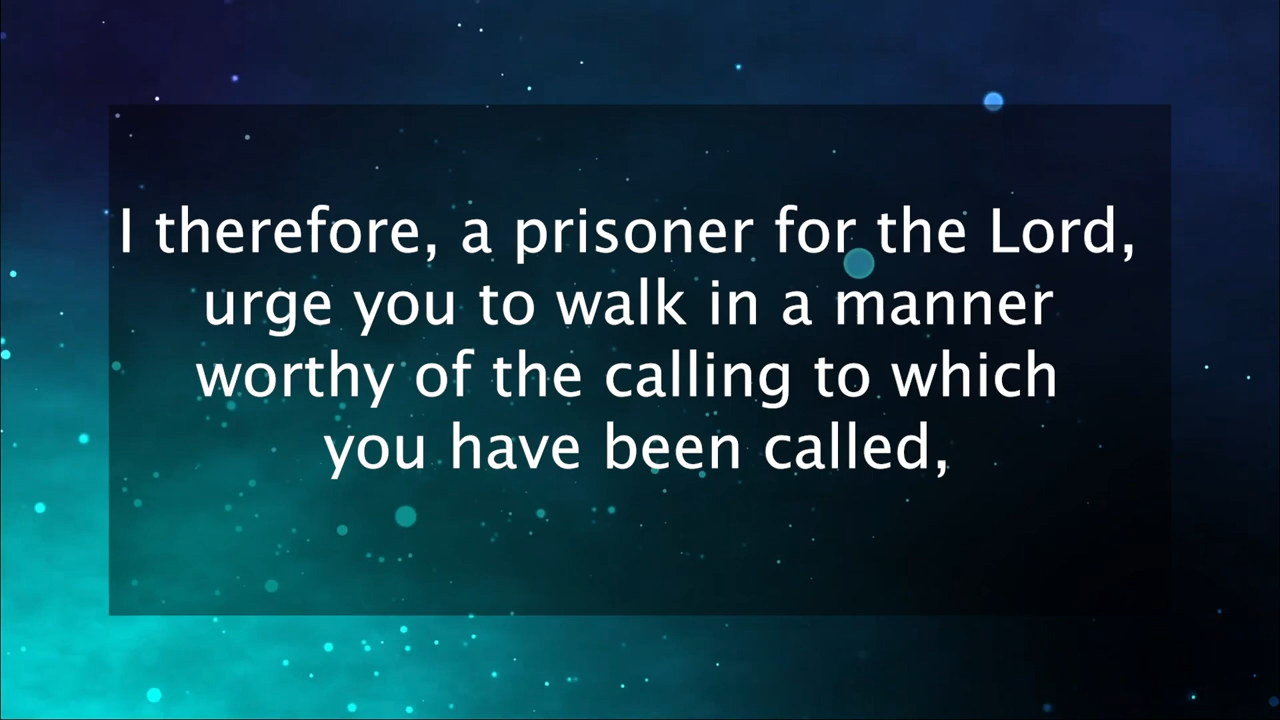 I therefore, a prisoner for the Lord,
urge you to walk in a manner
worthy of the calling to which
you have been called,